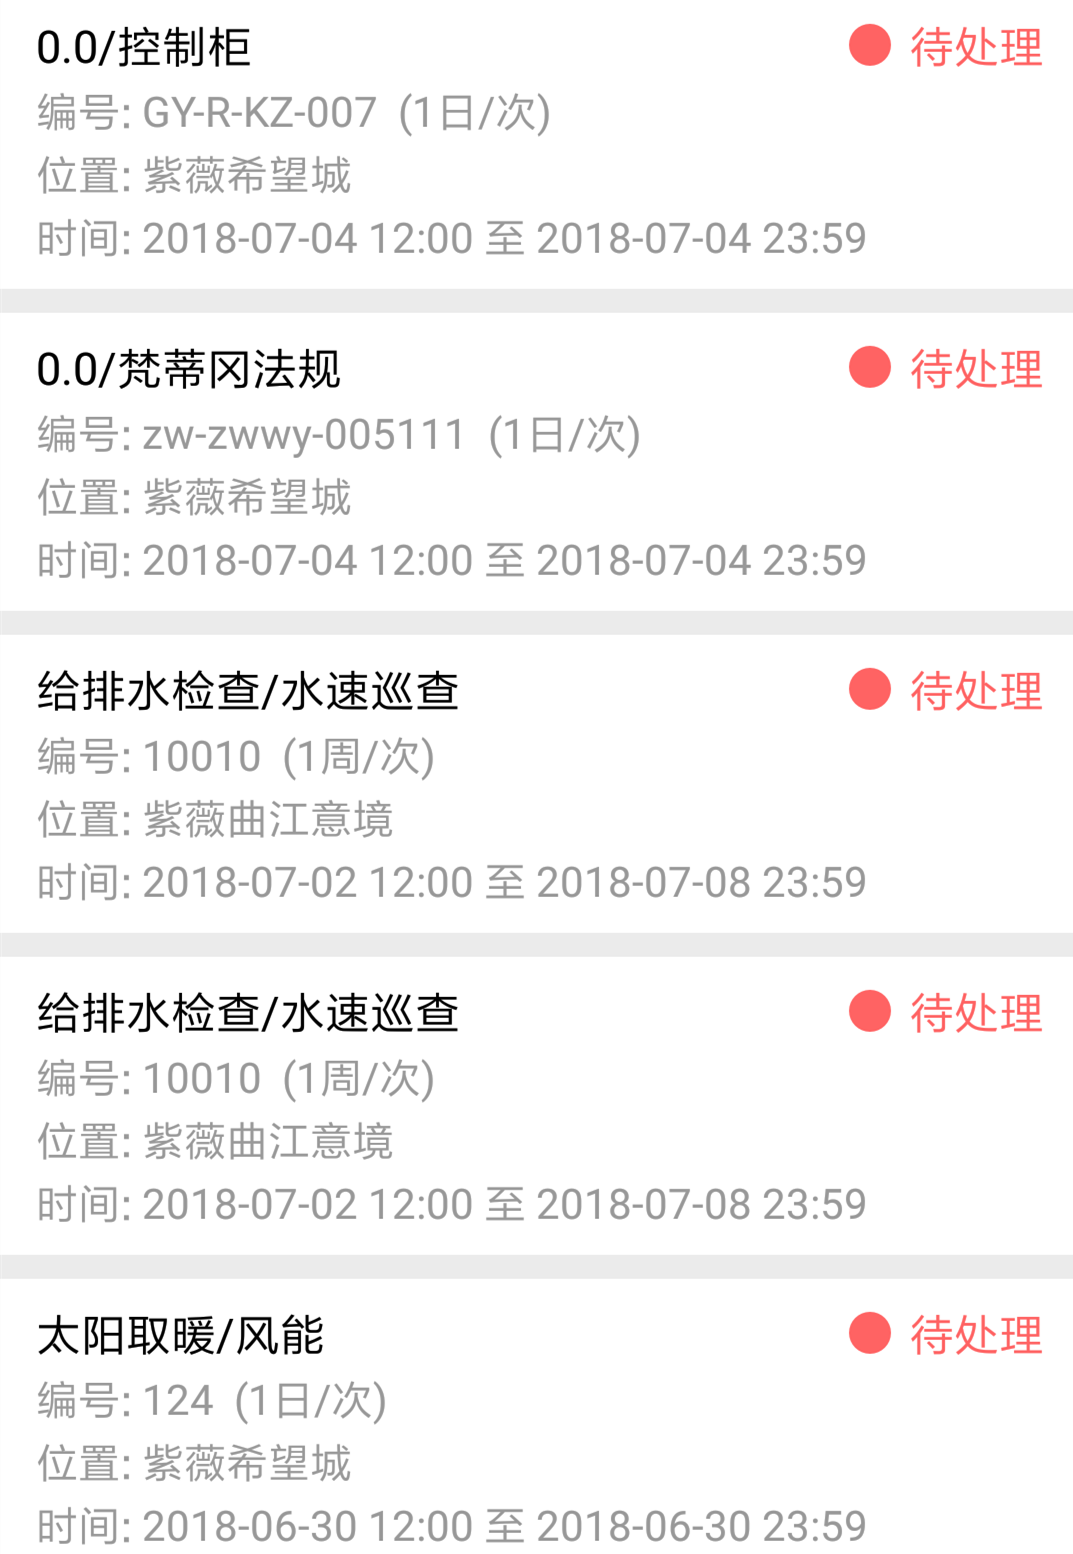 0.0/控制柜
待处理
编号: GY-R-KZ-007  (1日/次)
位置: 紫薇希望城
时间: 2018-07-04 12:00 至 2018-07-04 23:59
0.0/梵蒂冈法规
待处理
编号: zw-zwwy-005111  (1日/次)
位置: 紫薇希望城
时间: 2018-07-04 12:00 至 2018-07-04 23:59
给排水检查/水速巡查
待处理
编号: 10010  (1周/次)
位置: 紫薇曲江意境
时间: 2018-07-02 12:00 至 2018-07-08 23:59
给排水检查/水速巡查
待处理
编号: 10010  (1周/次)
位置: 紫薇曲江意境
时间: 2018-07-02 12:00 至 2018-07-08 23:59
太阳取暖/风能
待处理
编号: 124  (1日/次)
位置: 紫薇希望城
时间: 2018-06-30 12:00 至 2018-06-30 23:59